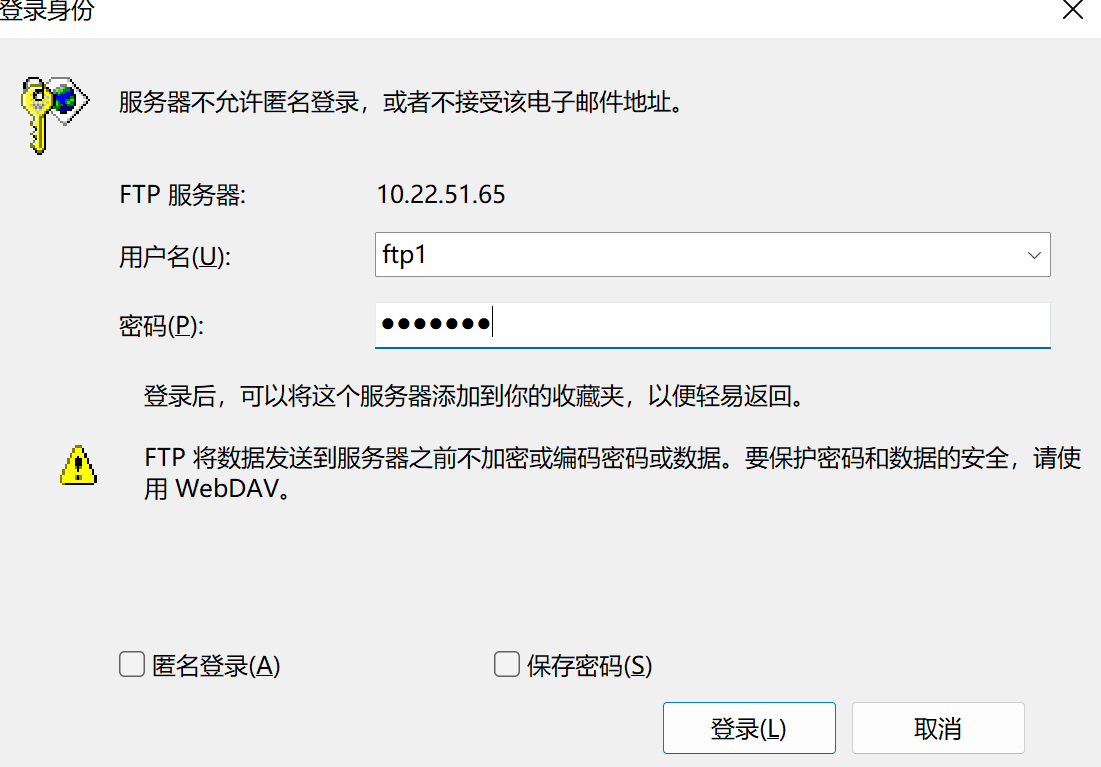 登录身份
服务器不允许匿名登录，或者不接受该电子邮件地址。
FTP 服务器: 10.22.51.65
用户名(U): ftp1
密码(P): ●●●●●●●
登录后，可以将这个服务器添加到你的收藏夹，以便轻易返回。
FTP 将数据发送到服务器之前不加密或编码密码或数据。要保护密码和数据的安全，请使
用 WebDAV。
匿名登录(A) 保存密码(S)
登录(L) 取消